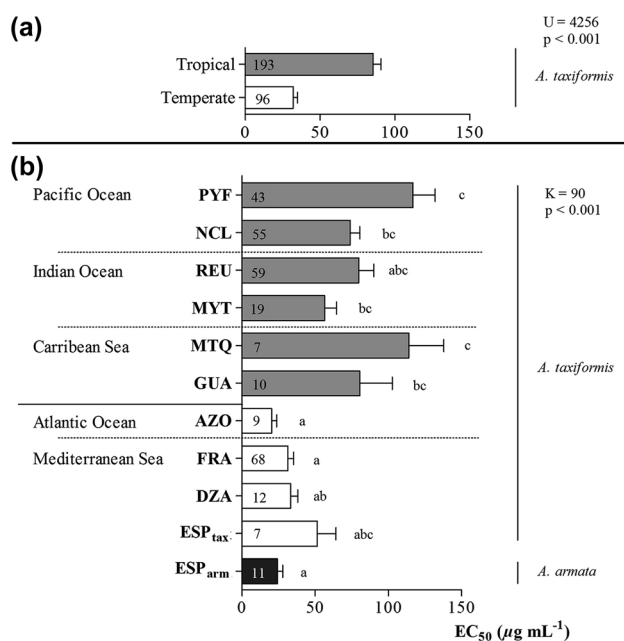 (a)
U = 4256
p < 0.001
Tropical 193
A. taxiformis
Temperate 96
0 50 100 150
(b)
Pacific Ocean PYF 43 c
K = 90
p < 0.001
NCL 55 bc
Indian Ocean REU 59 abc
MYT 19 bc
Carribean Sea MTQ 7 c
A. taxiformis
GUA 10 bc
Atlantic Ocean AZO 9 a
Mediterranean Sea FRA 68 a
DZA 12 ab
ESPtax 7 abc
ESParm 11 a A. armata
0 50 100 150
EC50 (µg mL-1)